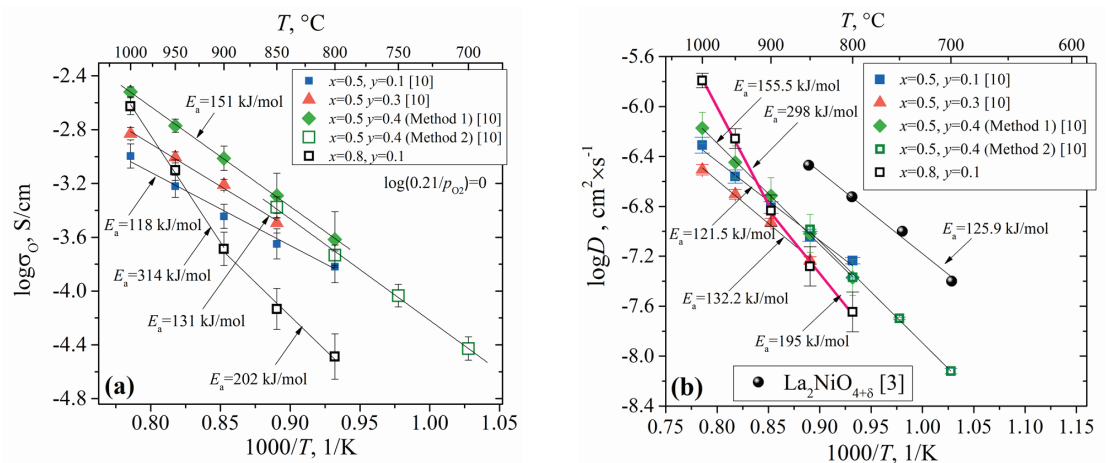 T, °C
1000 950 900 850 800 750 700
-2.4
-2.8
-3.2
-3.6
-4.0
-4.4
-4.8
logσO, S/cm
x=0.5, y=0.1 [10]
x=0.5 y=0.3 [10]
x=0.5 y=0.4 (Method 1) [10]
x=0.5 y=0.4 (Method 2) [10]
x=0.8, y=0.1
log(0.21/pO2)=0
Ea=151 kJ/mol
Ea=118 kJ/mol
Ea=314 kJ/mol
Ea=131 kJ/mol
Ea=202 kJ/mol
(a)
0.80 0.85 0.90 0.95 1.00 1.05
1000/T, 1/K
T, °C
1000 900 800 700 600
-5.6
-6.0
-6.4
-6.8
-7.2
-7.6
-8.0
-8.4
logD , cm2×s-1
x=0.5, y=0.1 [10]
x=0.5, y=0.3 [10]
x=0.5, y=0.4 (Method 1) [10]
x=0.5, y=0.4 (Method 2) [10]
x=0.8, y=0.1
Ea=155.5 kJ/mol
Ea=298 kJ/mol
Ea=121.5 kJ/mol
Ea=125.9 kJ/mol
Ea=132.2 kJ/mol
Ea=195 kJ/mol
(b)
La2NiO4+δ [3]
0.75 0.80 0.85 0.90 0.95 1.00 1.05 1.10 1.15
1000/T, 1/K